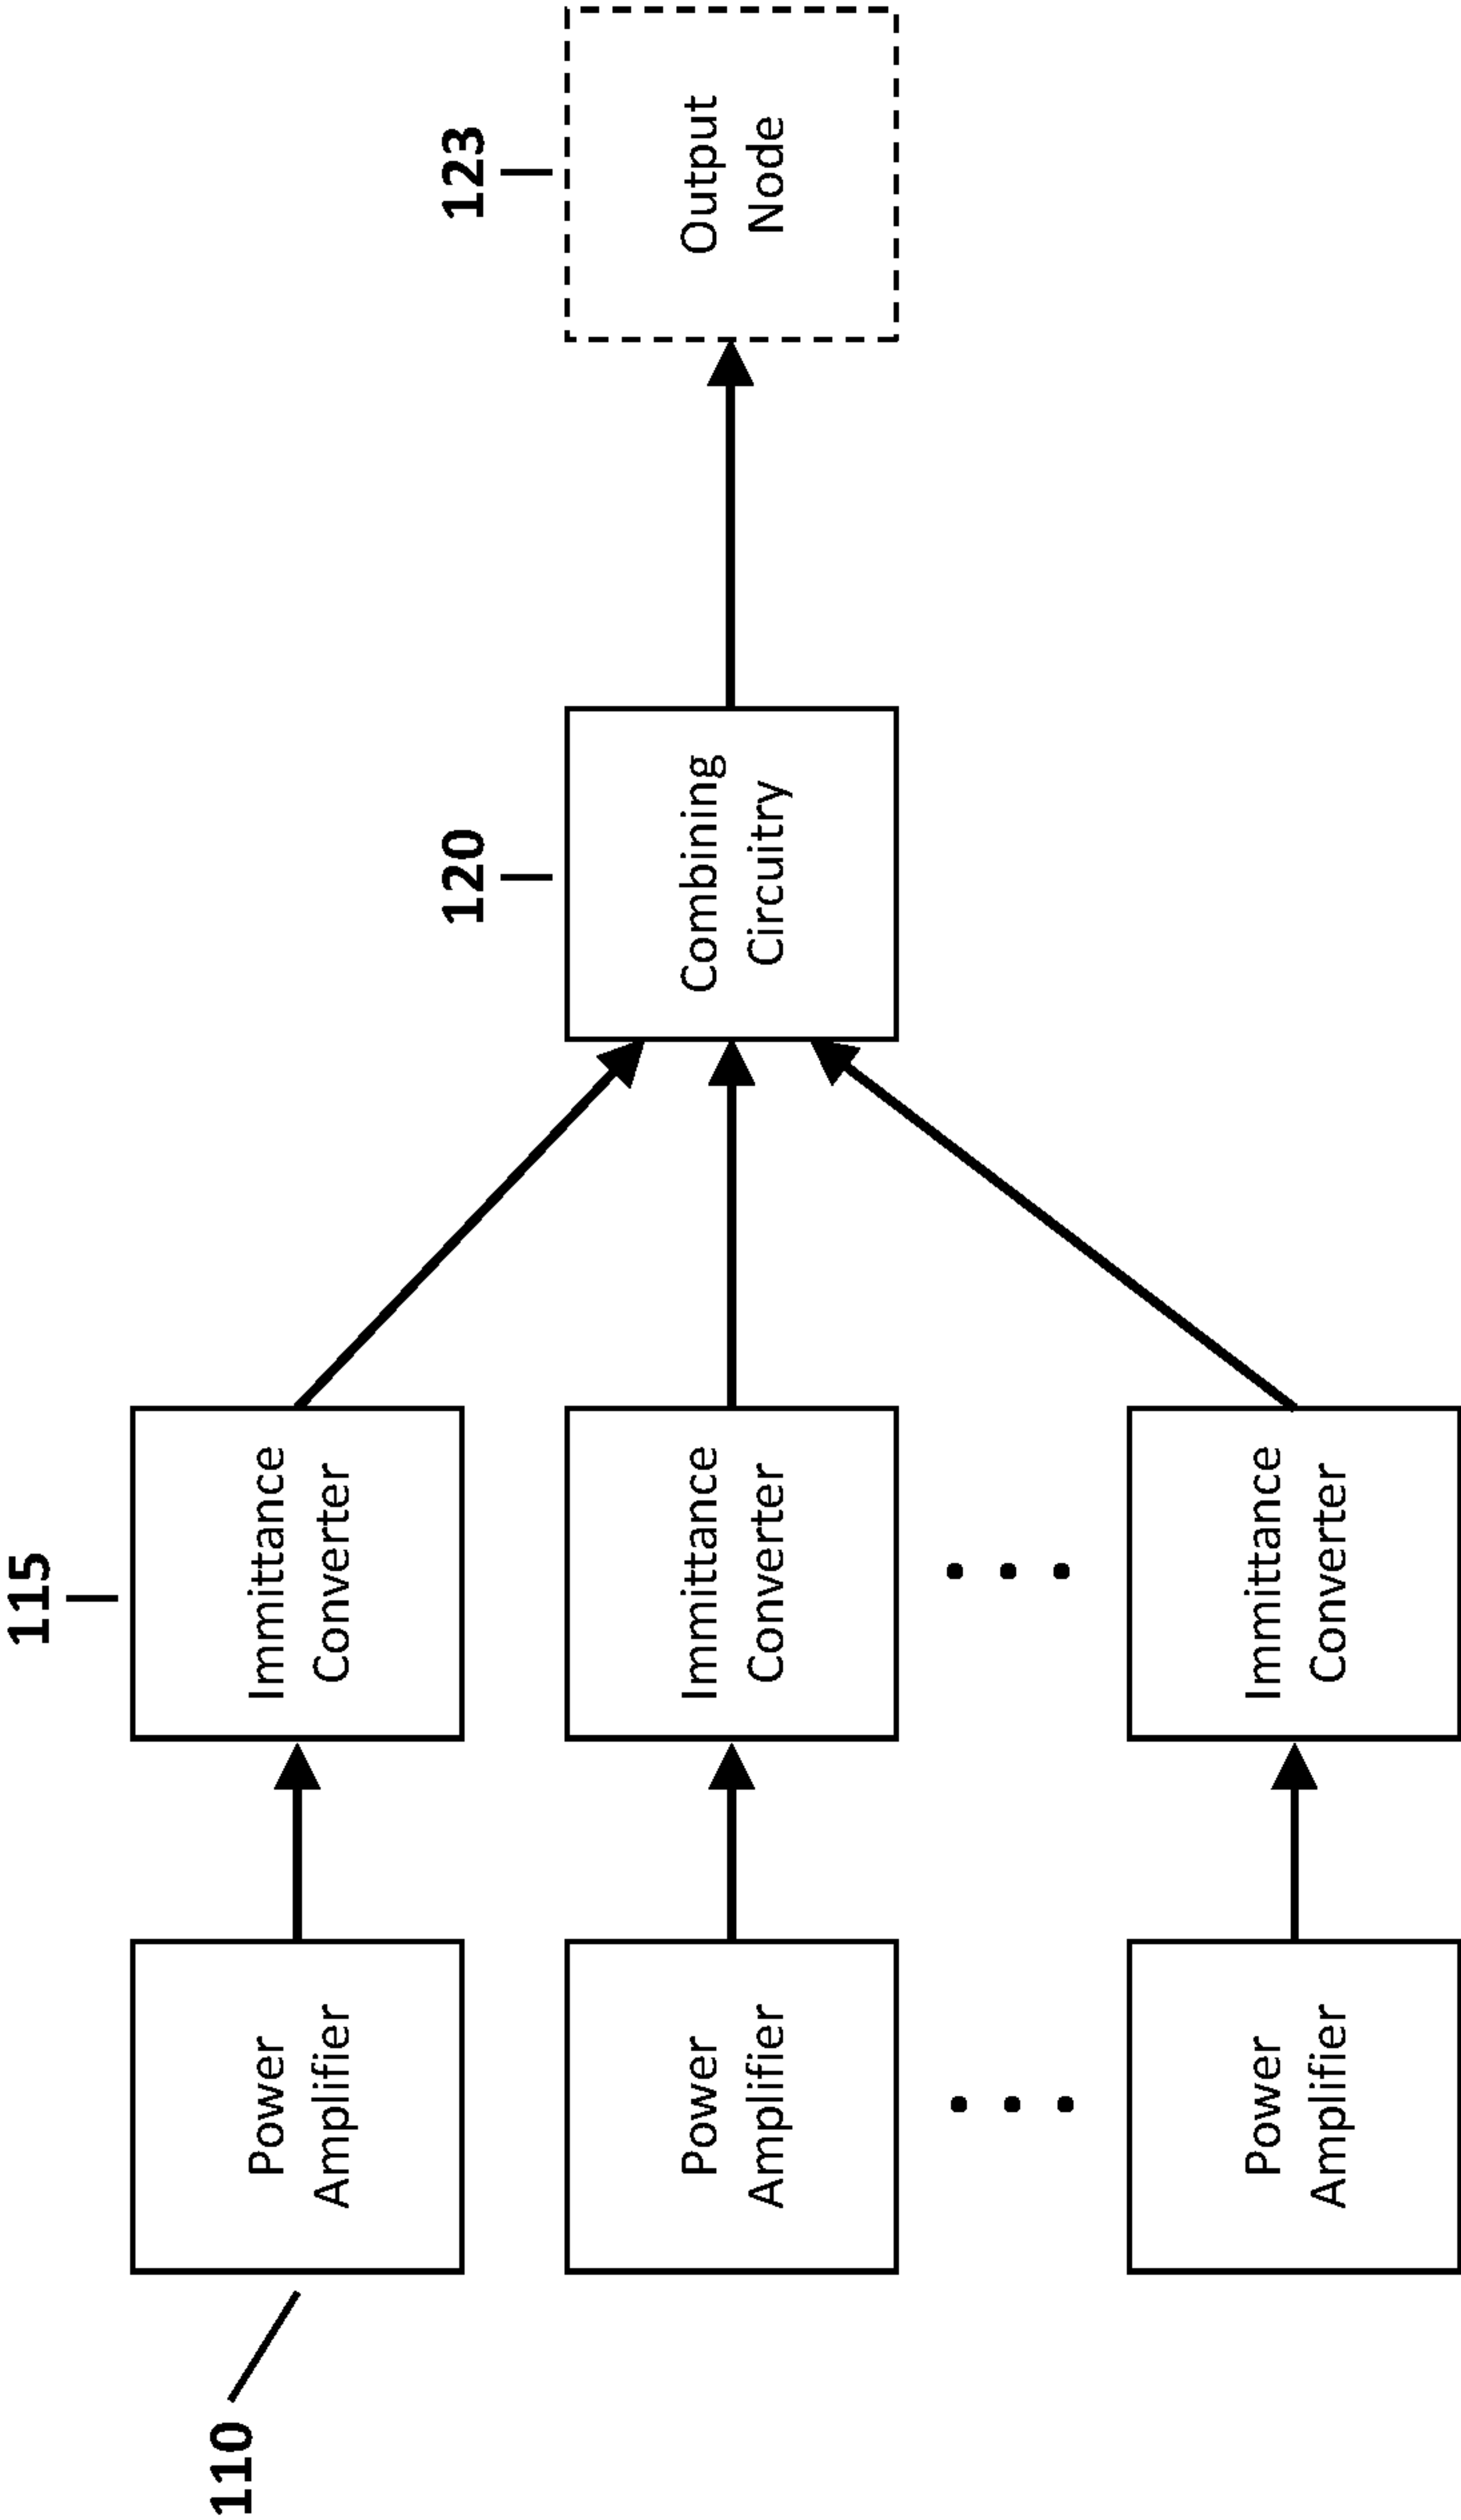 115
110
Power
Amplifier
Immittance
Converter
120
123
Power
Amplifier
Immittance
Converter
Combining
Circuitry
Output
Node
Power
Amplifier
Immittance
Converter